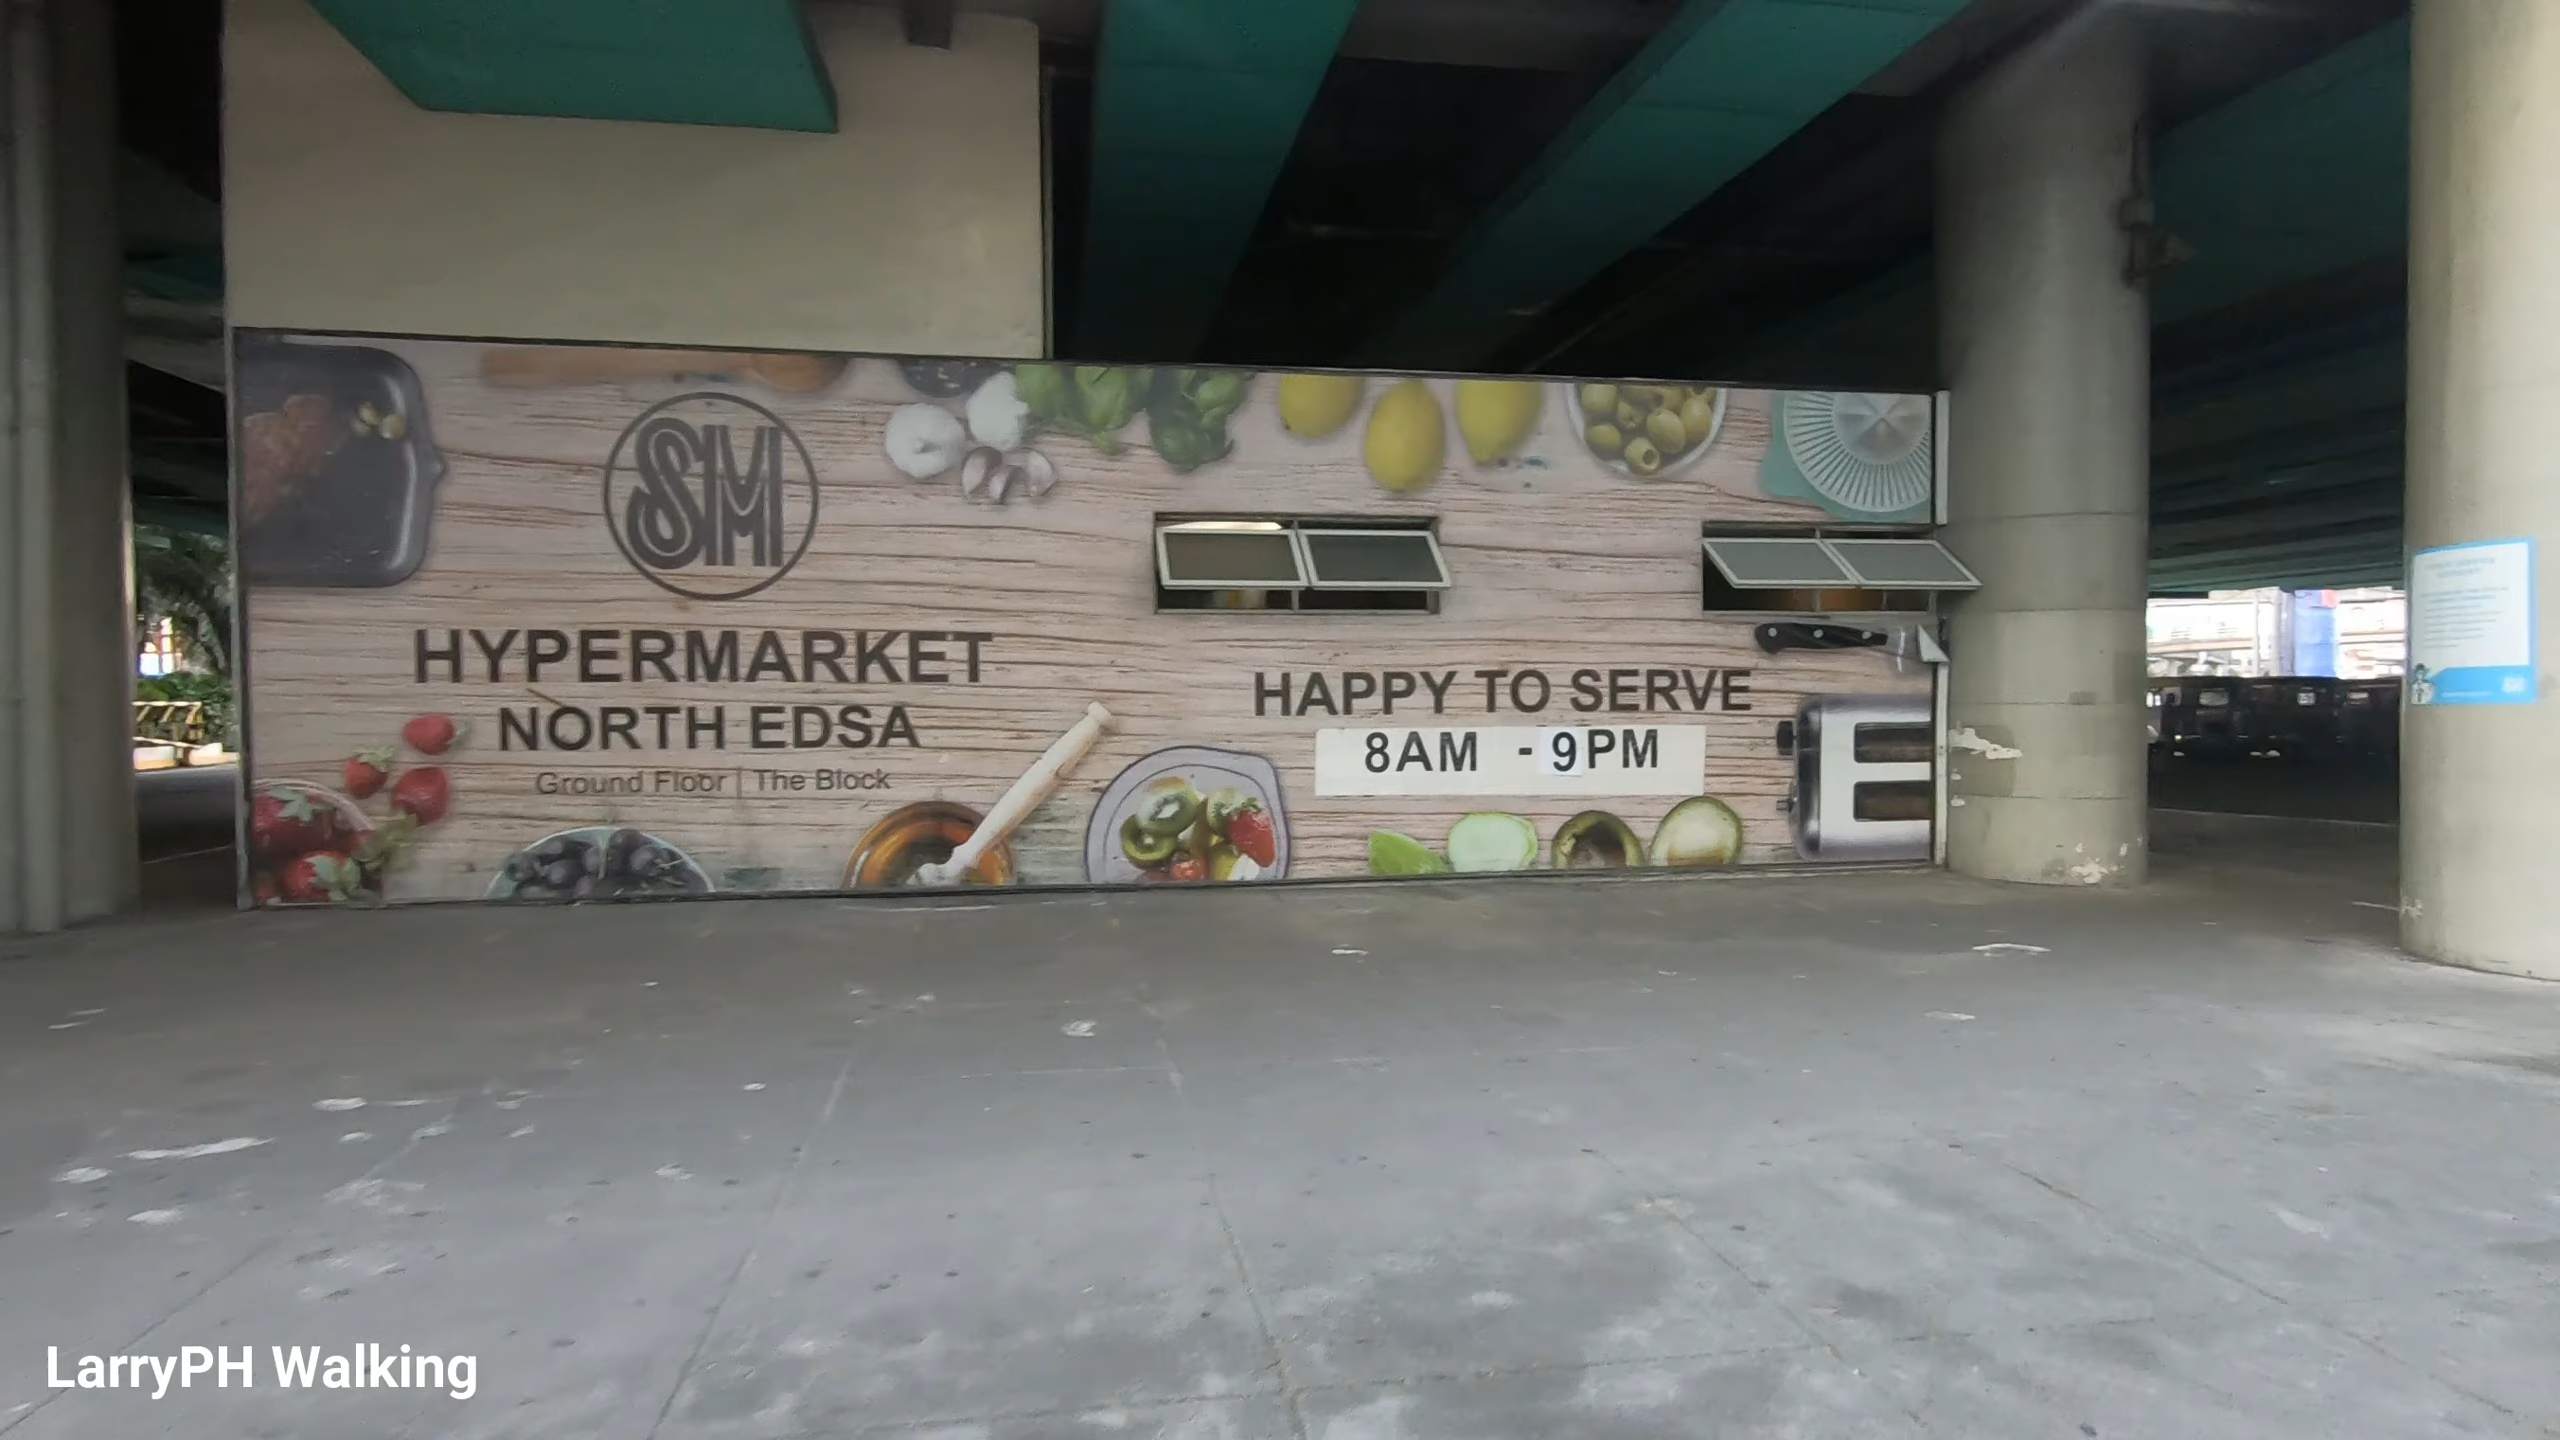 SM
HYPERMARKET
NORTH EDSA
Ground Floor | The Block
HAPPY TO SERVE
8AM - 9PM
LarryPH Walking